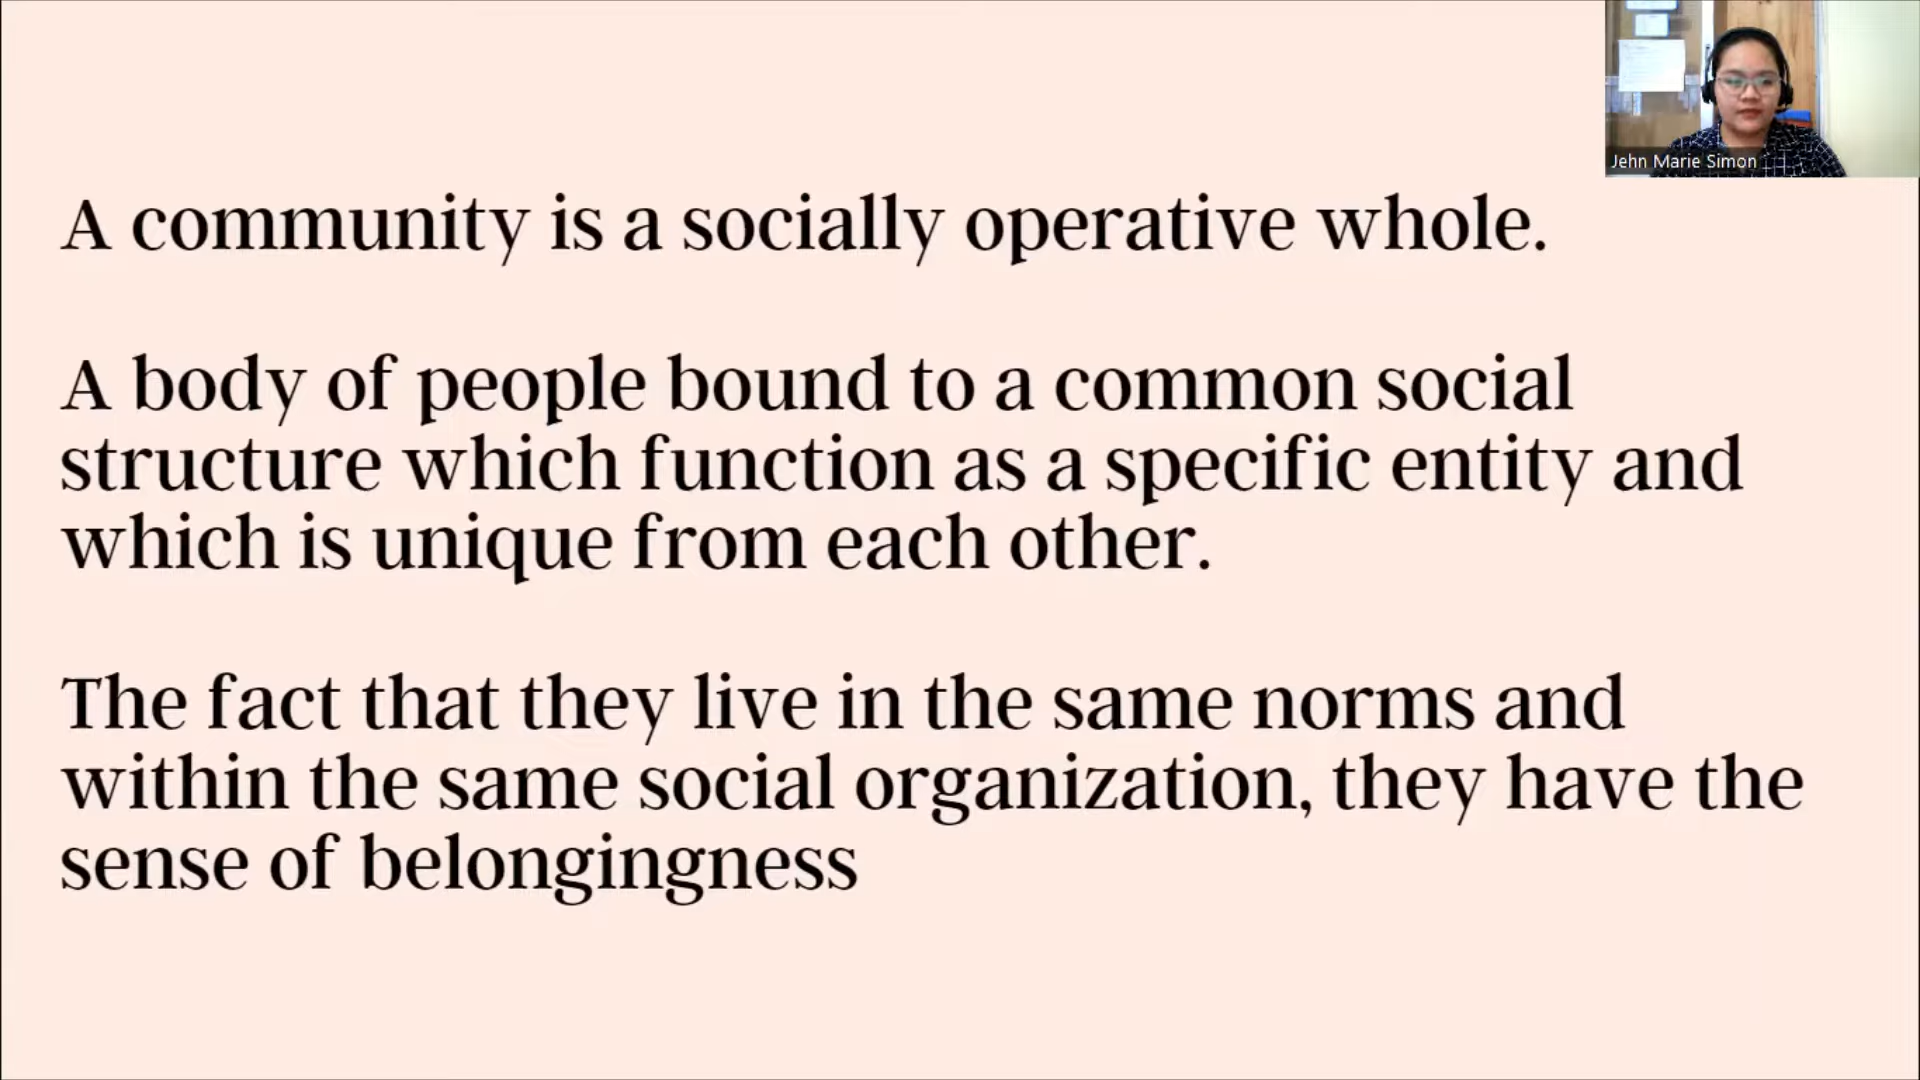 Jehn Marie Simon
A community is a socially operative whole.
A body of people bound to a common social
structure which function as a specific entity and
which is unique from each other.
The fact that they live in the same norms and
within the same social organization, they have the
sense of belongingness